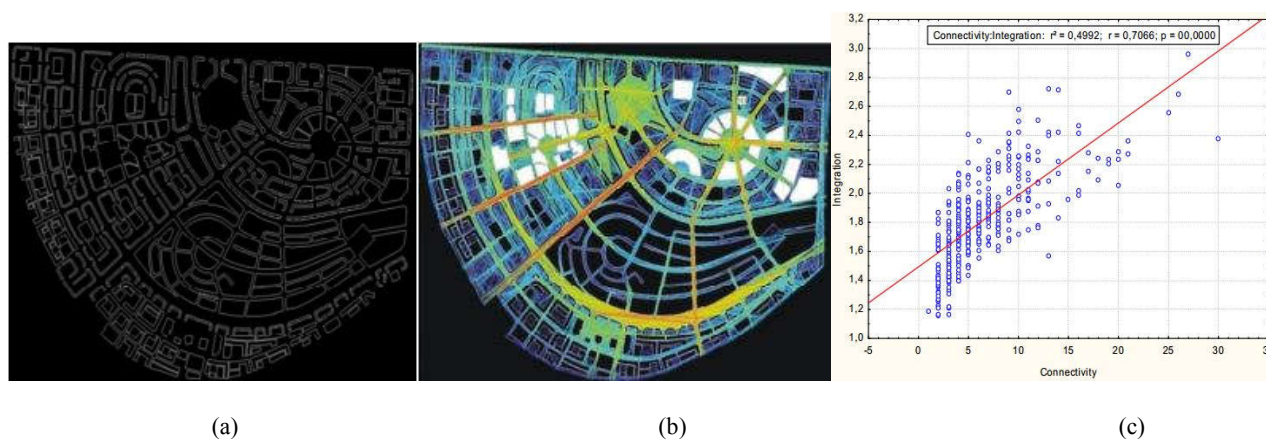 Connectivity:Integration: r² = 0,4992; r = 0,7066; p = 00,0000
3,2
3,0
2,8
2,6
2,4
2,2
2,0
1,8
1,6
1,4
1,2
1,0
Integration
-5 0 5 10 15 20 25 30 35
Connectivity
(a) (b) (c)